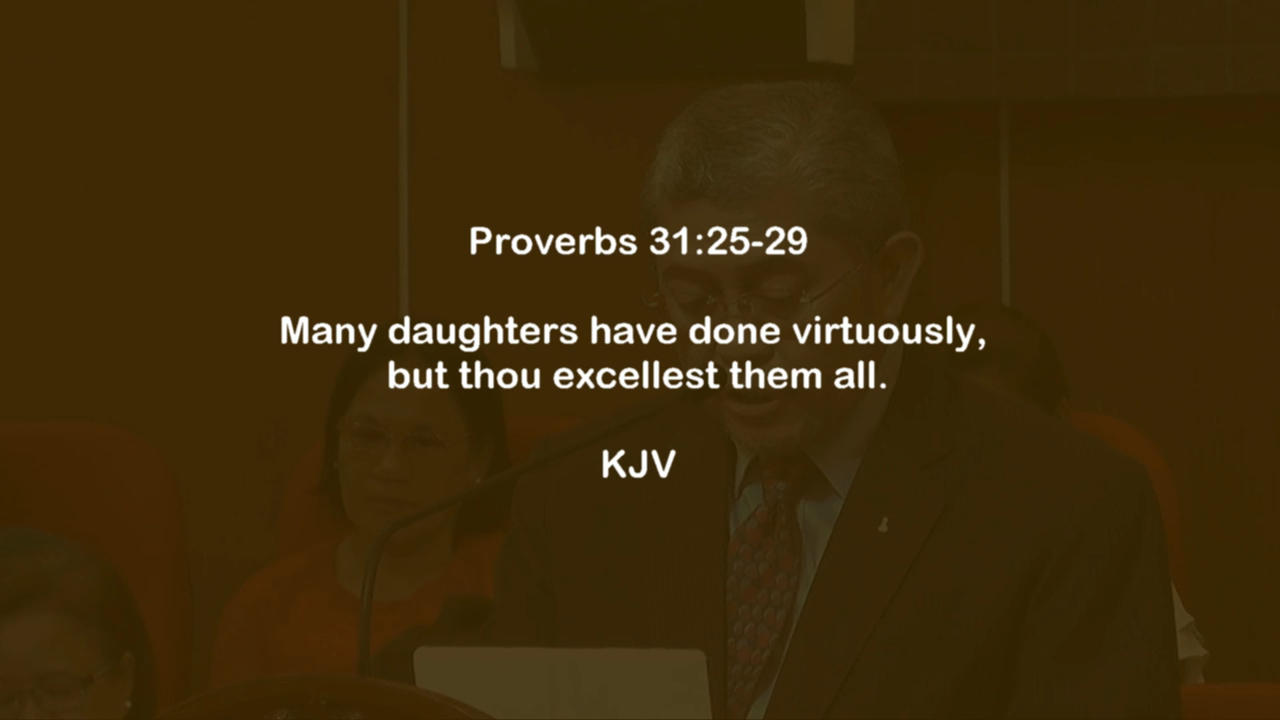 Proverbs 31:25-29
Many daughters have done virtuously,
but thou excellest them all.
KJV